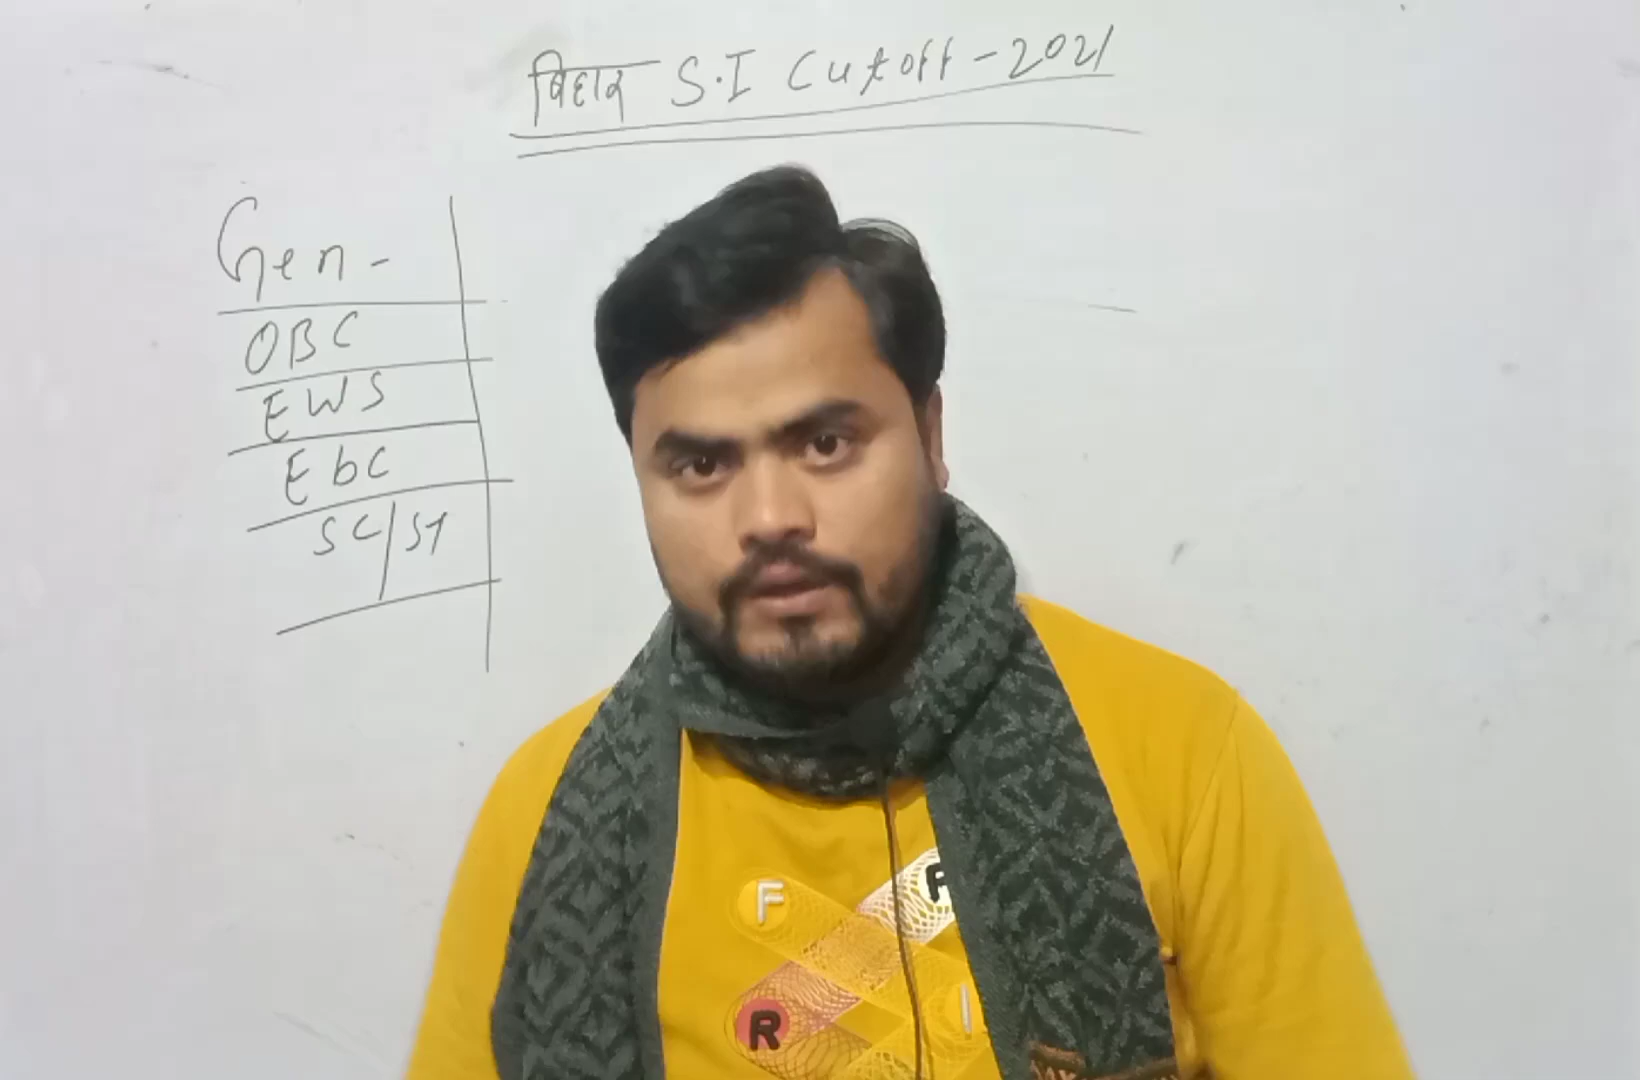 बिहार S.I Cutoff - 2021
Gen -
OBC
EWS
EbC
SC/ST
F
F
R
I